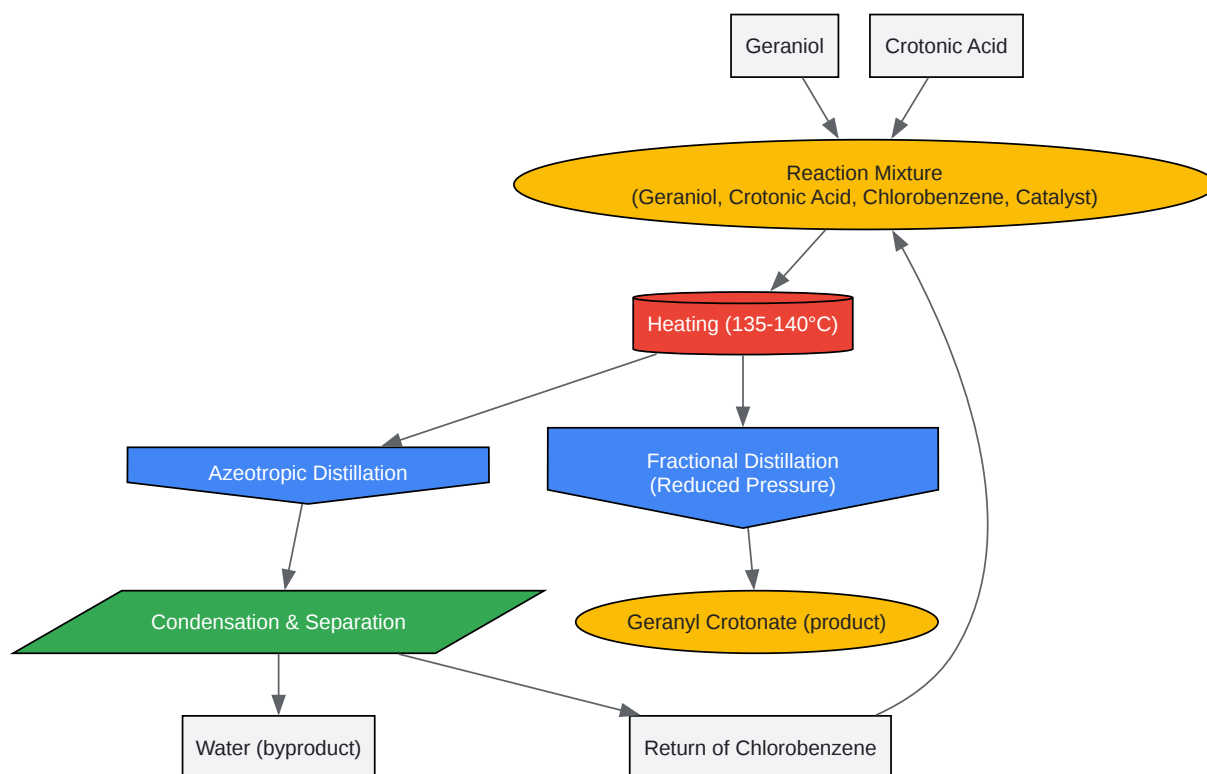 Geraniol
Crotonic Acid
Reaction Mixture
(Geraniol, Crotonic Acid, Chlorobenzene, Catalyst)
Heating (135-140°C)
Azeotropic Distillation
Fractional Distillation
(Reduced Pressure)
Condensation & Separation
Geranyl Crotonate (product)
Water (byproduct)
Return of Chlorobenzene